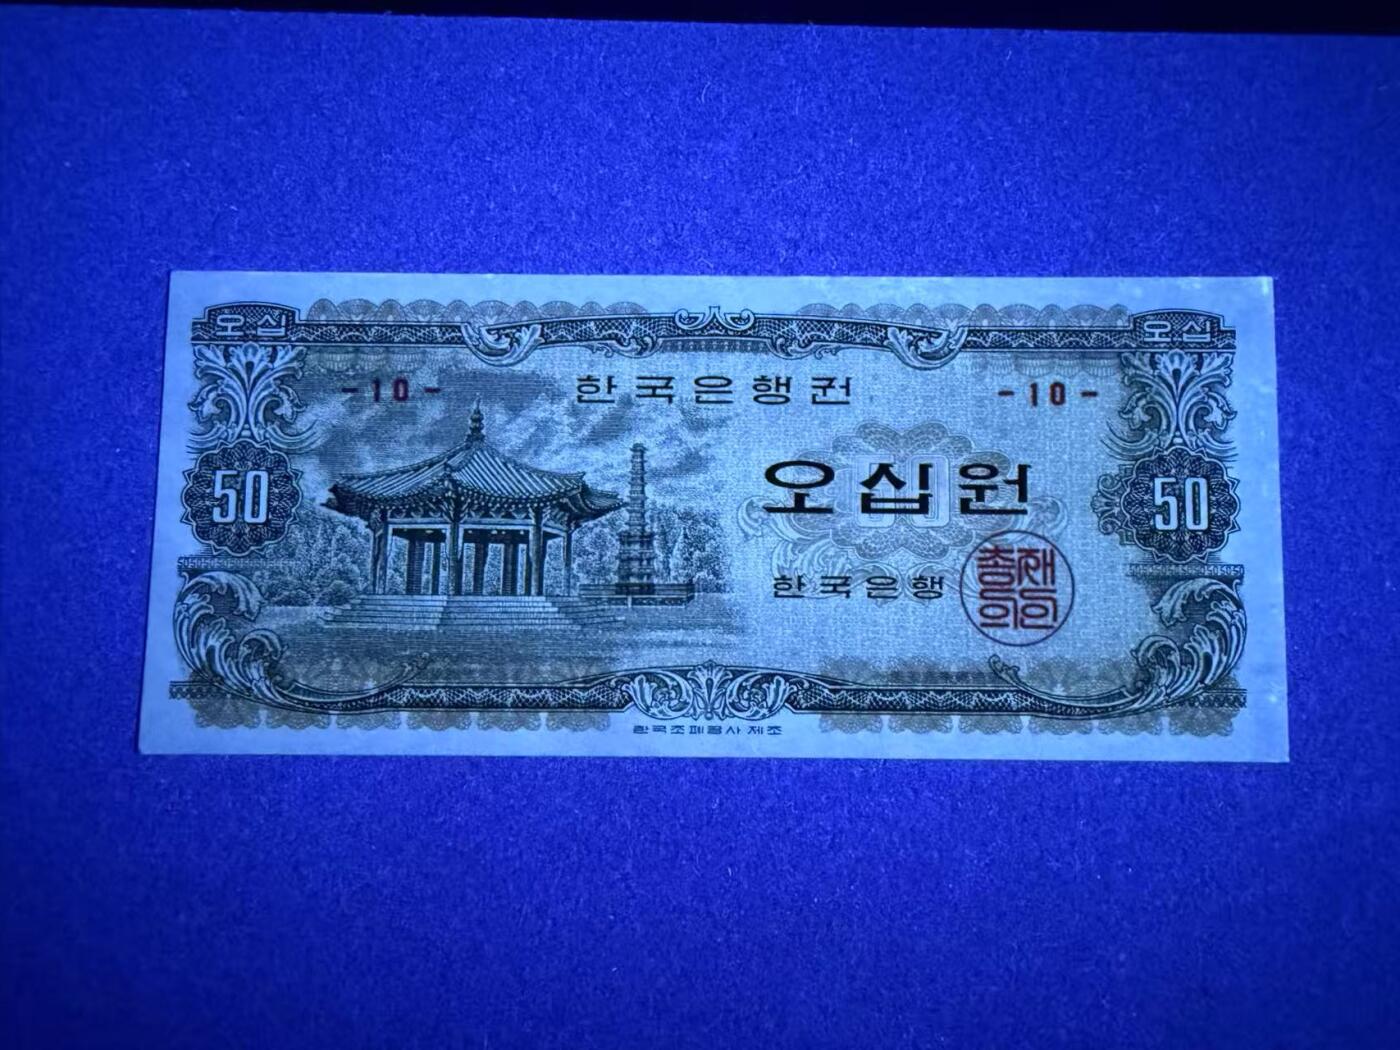 오십 오십
-10- 한국은행권 -10-
50 오십원 50
한국은행
총재의인
한국조폐공사 제조